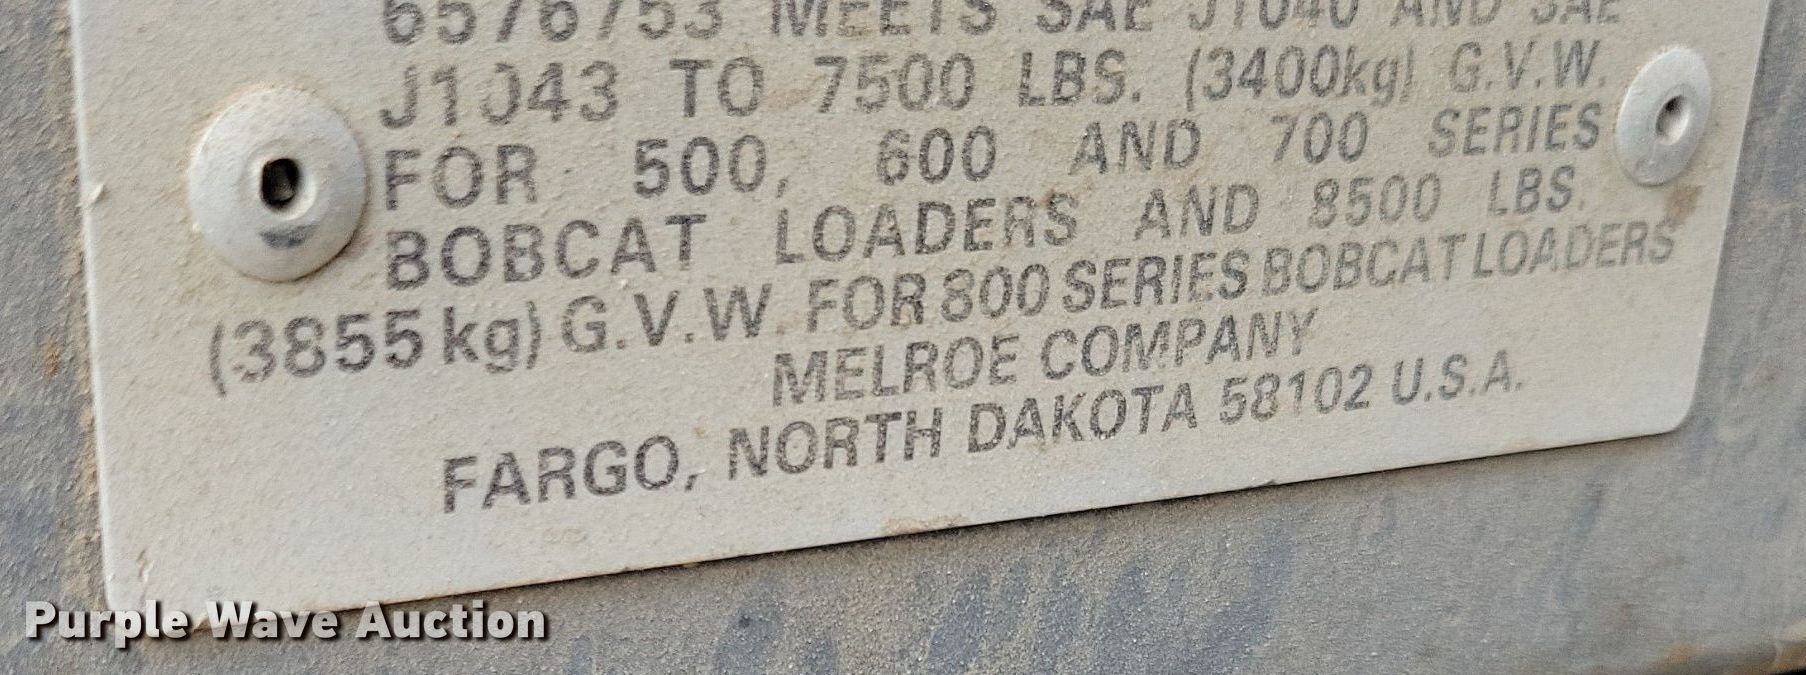 6576753 MEETS SAE J1040 AND SAE
J1043 TO 7500 LBS. (3400kg) G.V.W.
FOR 500, 600 AND 700 SERIES
BOBCAT LOADERS AND 8500 LBS.
(3855 kg) G.V.W. FOR 800 SERIES BOBCAT LOADERS
MELROE COMPANY
FARGO, NORTH DAKOTA 58102 U.S.A.
Purple Wave Auction